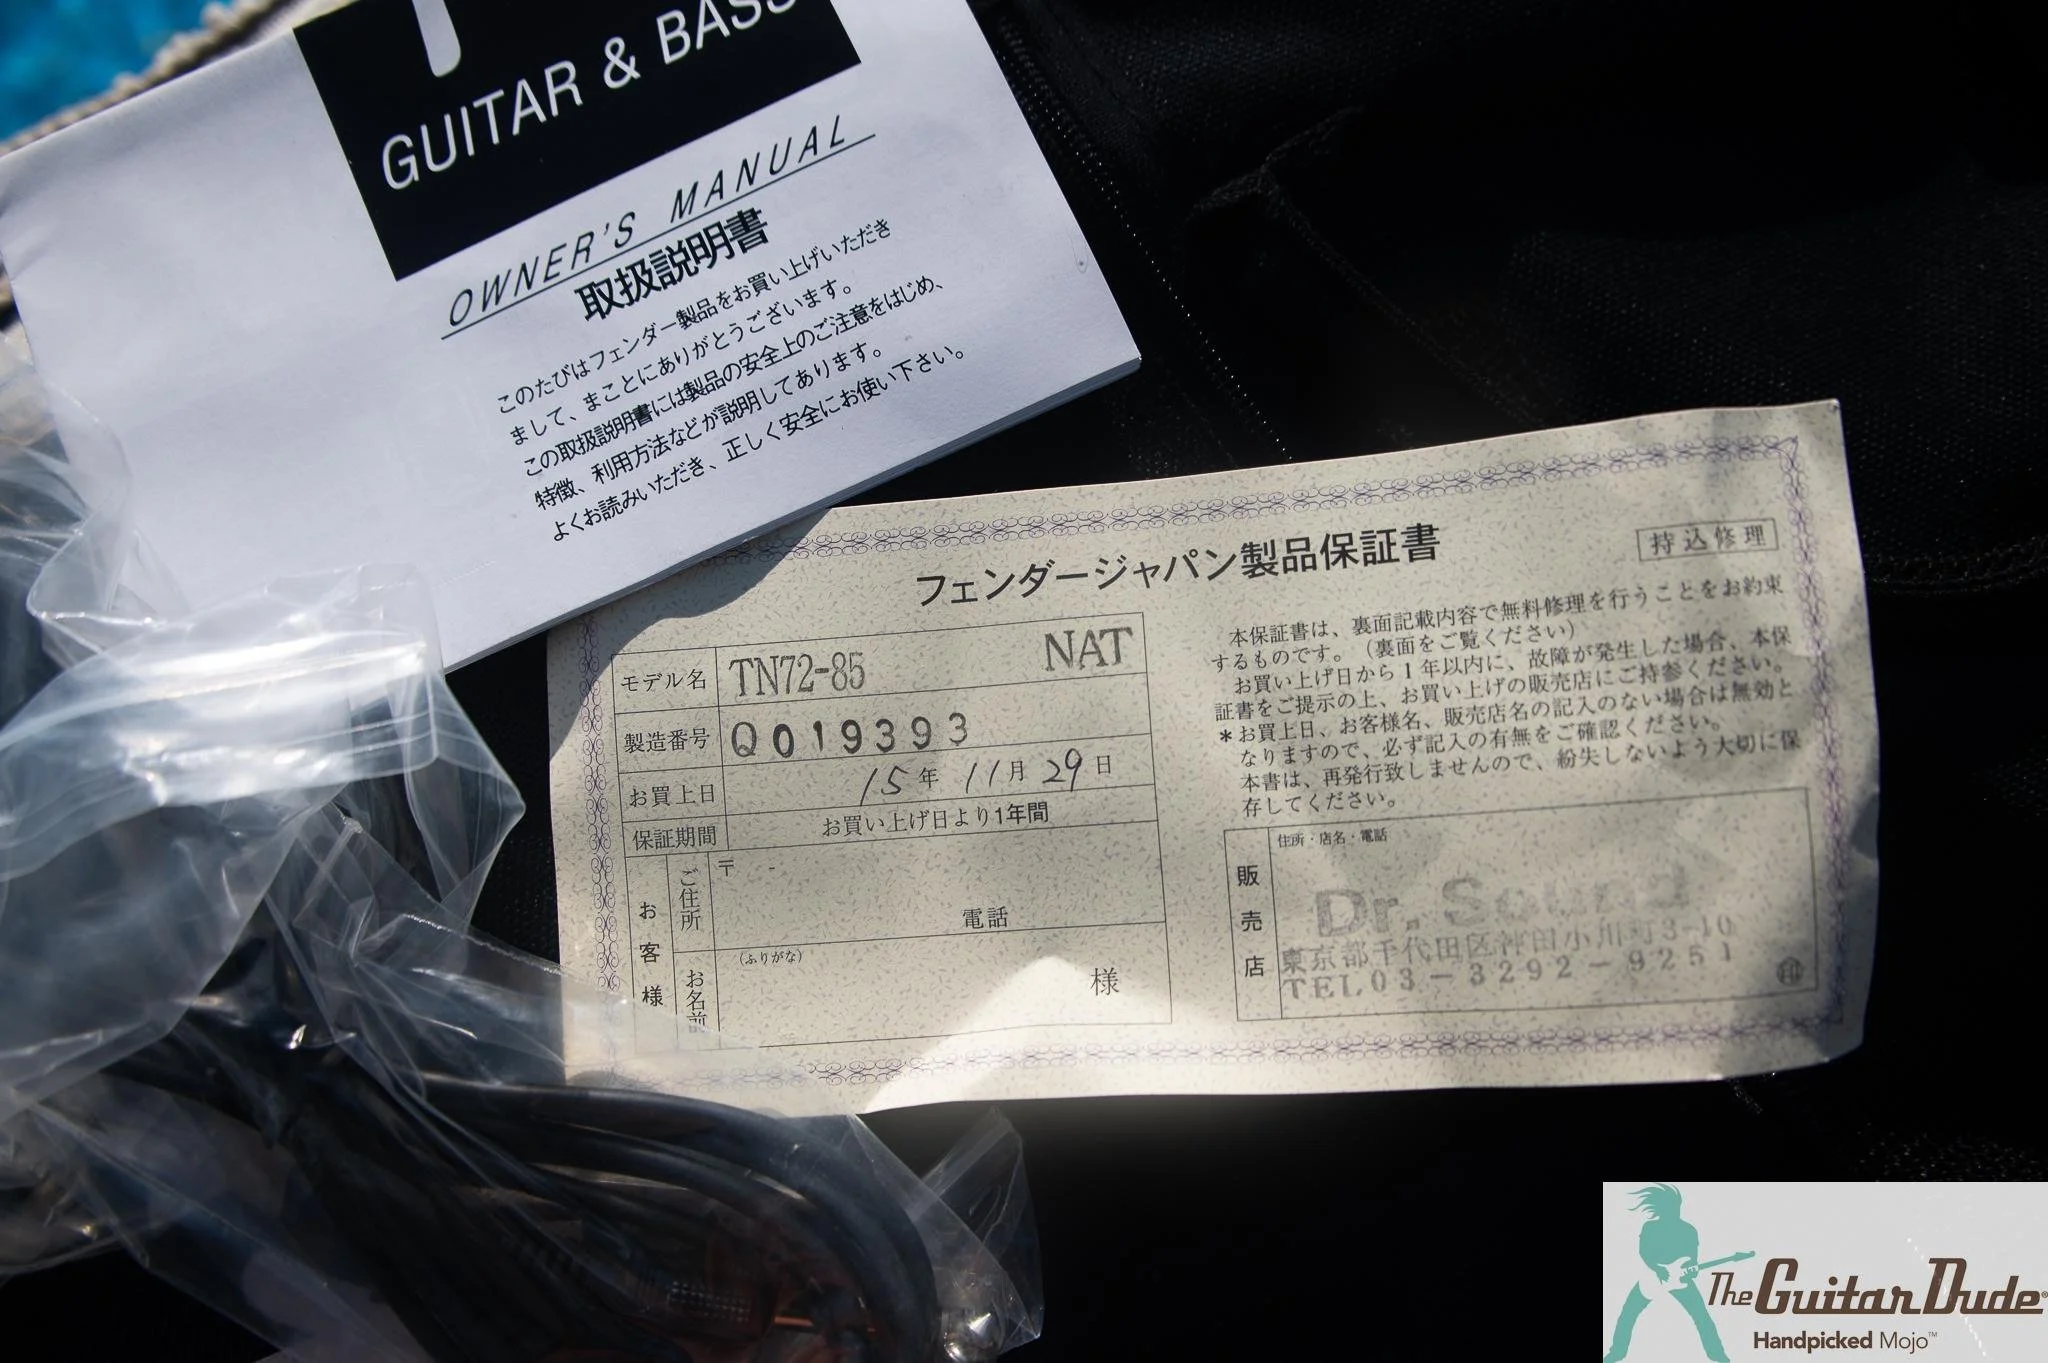 GUITAR & BASS
OWNER'S MANUAL
取扱説明書
このたびはフェンダー製品をお買い上げいただき
まして、まことにありがとうございます。
この取扱説明書には製品の安全上のご注意をはじめ、
特徴、利用方法などが説明してあります。
よくお読みいただき、正しく安全にお使い下さい。
フェンダージャパン製品保証書
持込修理
モデル名 TN72-85 NAT
製造番号 Q019393
お買上日 15年 11月 29日
保証期間 お買い上げ日より1年間
お客様
ご住所 〒 -
電話
お名前 (ふりがな)
様
本保証書は、裏面記載内容で無料修理を行うことをお約束
するものです。(裏面をご覧ください)
お買い上げ日から1年以内に、故障が発生した場合、本保
証書をご提示の上、お買い上げの販売店にご持参ください。
*お買上日、お客様名、販売店名の記入のない場合は無効と
なりますので、必ず記入の有無をご確認ください。
本書は、再発行致しませんので、紛失しないよう大切に保
存してください。
販売店
住所・店名・電話
Dr. Sound
東京都千代田区神田小川町3-10
TEL03-3292-9251
印
The Guitar Dude®
Handpicked Mojo™